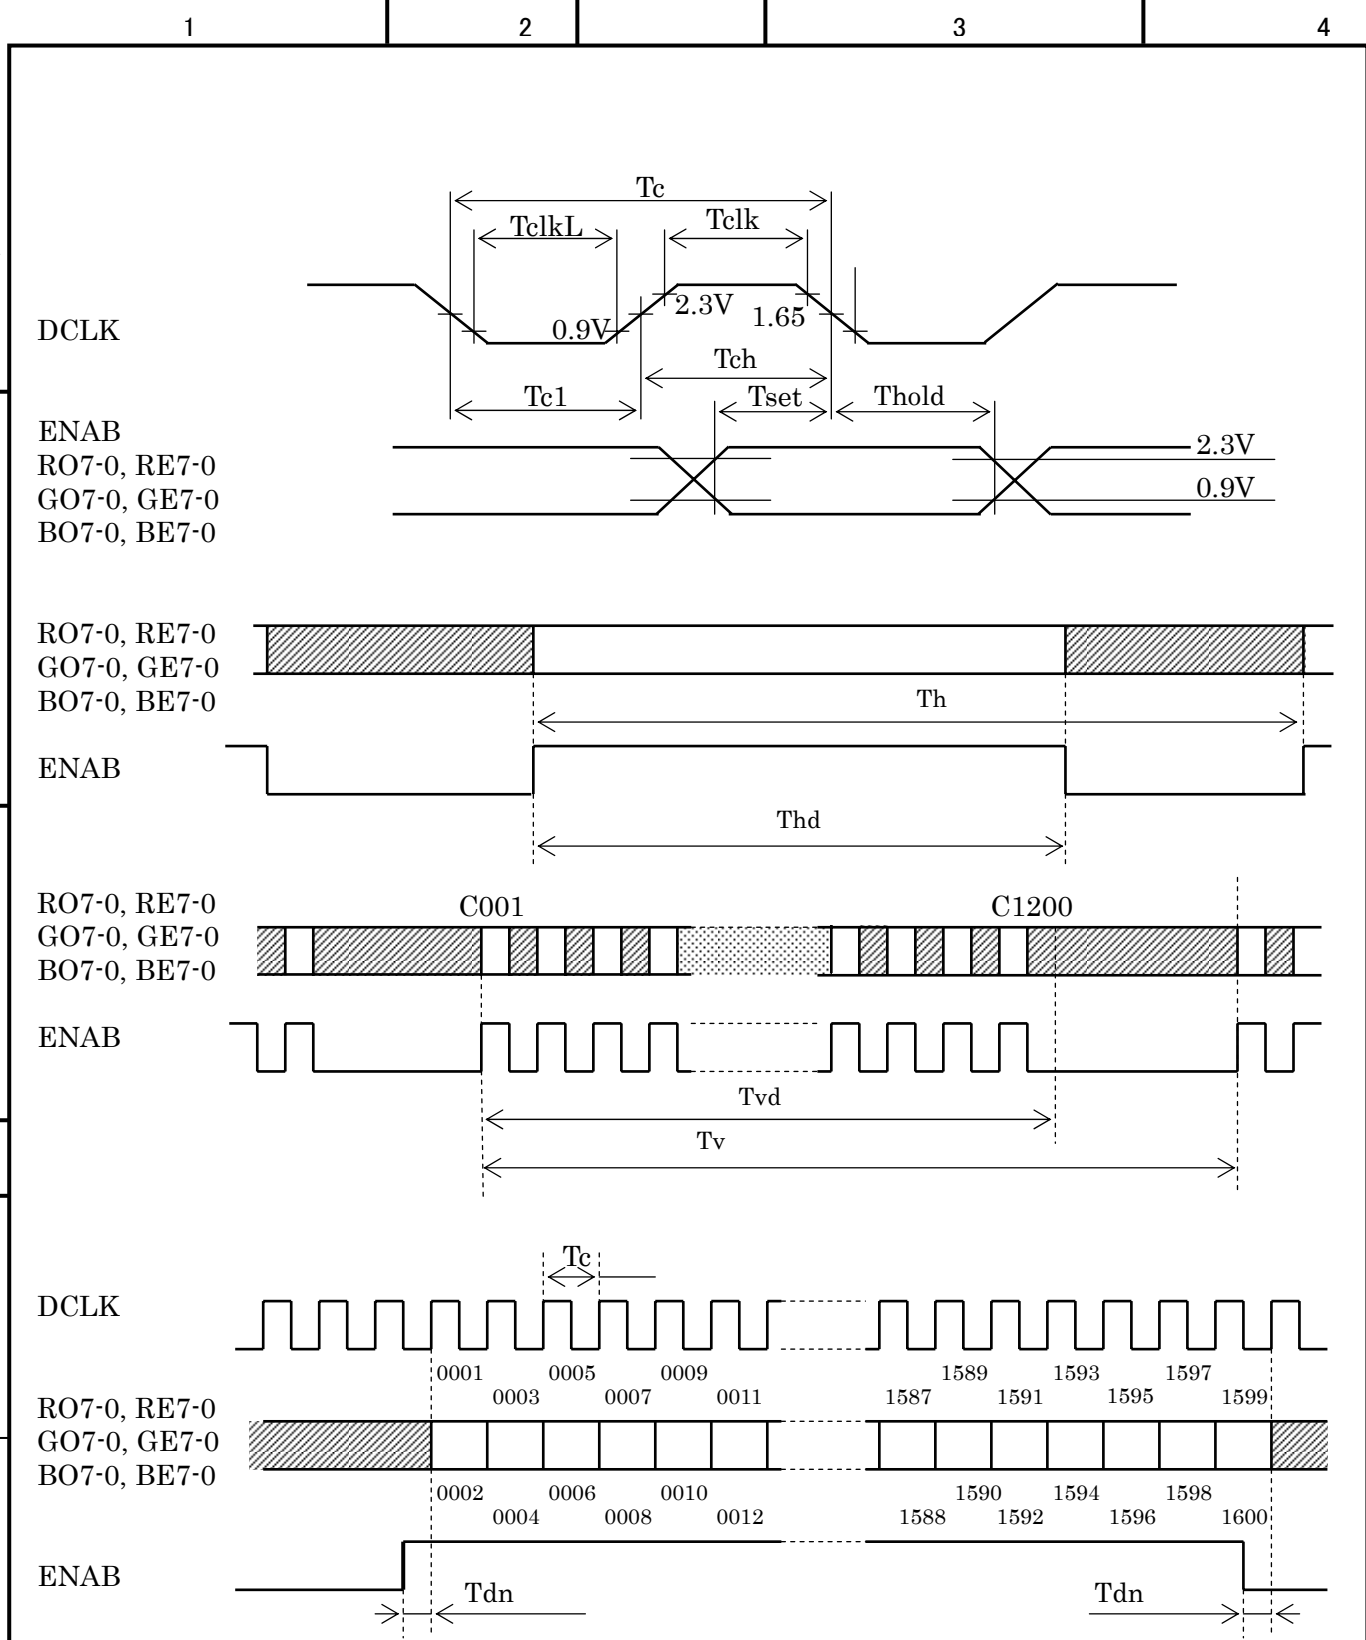 1 2 3 4
Tc
TclkL Tclk
2.3V 1.65
DCLK 0.9V
Tch
Tc1 Tset Thold
ENAB
RO7-0, RE7-0 2.3V
GO7-0, GE7-0 0.9V
BO7-0, BE7-0
RO7-0, RE7-0
GO7-0, GE7-0
BO7-0, BE7-0 Th
ENAB
Thd
RO7-0, RE7-0 C001 C1200
GO7-0, GE7-0
BO7-0, BE7-0
ENAB
Tvd
Tv
Tc
DCLK
0001 0005 0009 1589 1593 1597
0003 0007 0011 1587 1591 1595 1599
RO7-0, RE7-0
GO7-0, GE7-0
BO7-0, BE7-0
0002 0006 0010 1590 1594 1598
0004 0008 0012 1588 1592 1596 1600
ENAB
Tdn Tdn